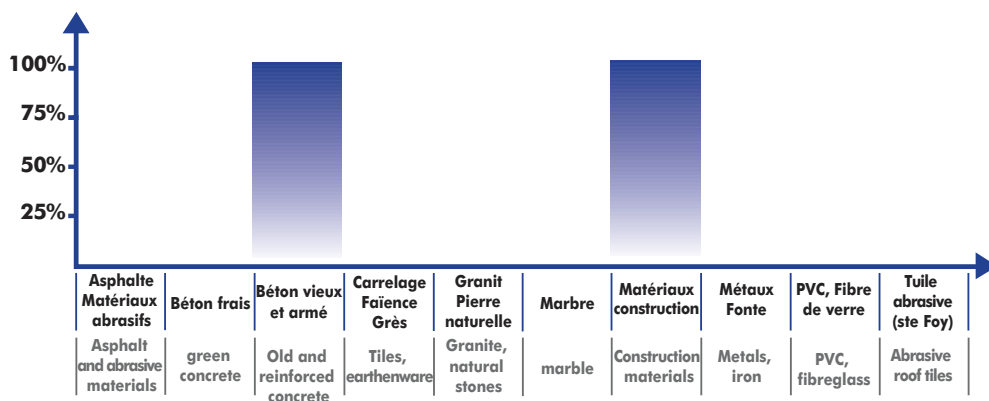 100%
75%
50%
25%
Asphalte
Matériaux
abrasifs
Béton frais
Béton vieux
et armé
Carrelage
Faïence
Grès
Granit
Pierre
naturelle
Marbre
Matériaux
construction
Métaux
Fonte
PVC, Fibre
de verre
Tuile
abrasive
(ste Foy)
Asphalt
and abrasive
materials
green
concrete
Old and
reinforced
concrete
Tiles,
earthenware
Granite,
natural
stones
marble
Construction
materials
Metals,
iron
PVC,
fibreglass
Abrasive
roof tiles